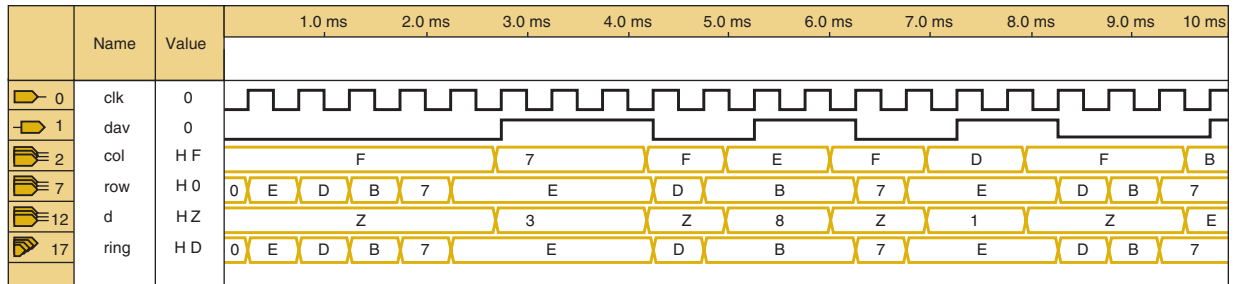 Name Value 1.0 ms 2.0 ms 3.0 ms 4.0 ms 5.0 ms 6.0 ms 7.0 ms 8.0 ms 9.0 ms 10 ms
0 clk 0
1 dav 0
2 col H F F 7 F E F D F B
7 row H 0 0 E D B 7 E D B 7 E D B 7
12 d H Z Z 3 Z 8 Z 1 Z E
17 ring H D 0 E D B 7 E D B 7 E D B 7